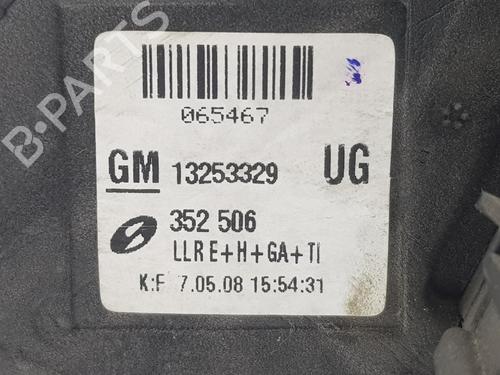 B-PARTS
065467
GM 13253329 UG
352 506
LLR E+H+GA+TI
K:F 7.05.08 15:54:31